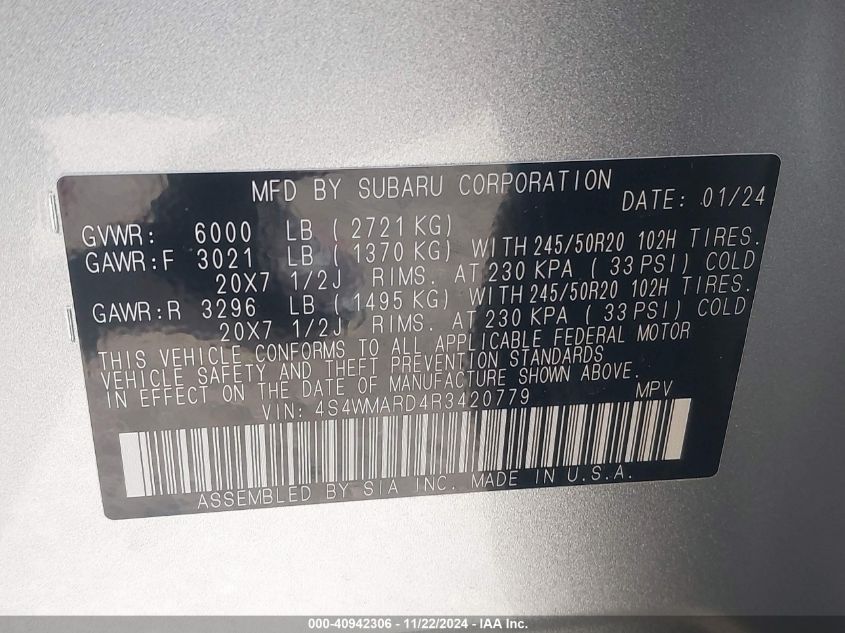 MFD BY SUBARU CORPORATION DATE: 01/24
GVWR: 6000 LB ( 2721 KG)
GAWR:F 3021 LB ( 1370 KG) WITH 245/50R20 102H TIRES.
20X7 1/2J RIMS. AT 230 KPA ( 33 PSI) COLD
GAWR:R 3296 LB ( 1495 KG) WITH 245/50R20 102H TIRES.
20X7 1/2J RIMS. AT 230 KPA ( 33 PSI) COLD
THIS VEHICLE CONFORMS TO ALL APPLICABLE FEDERAL MOTOR
VEHICLE SAFETY AND THEFT PREVENTION STANDARDS
IN EFFECT ON THE DATE OF MANUFACTURE SHOWN ABOVE.
VIN: 4S4WMARD4R3420779 MPV
ASSEMBLED BY SIA INC. MADE IN U.S.A.
000-40942306 - 11/22/2024 - IAA Inc.